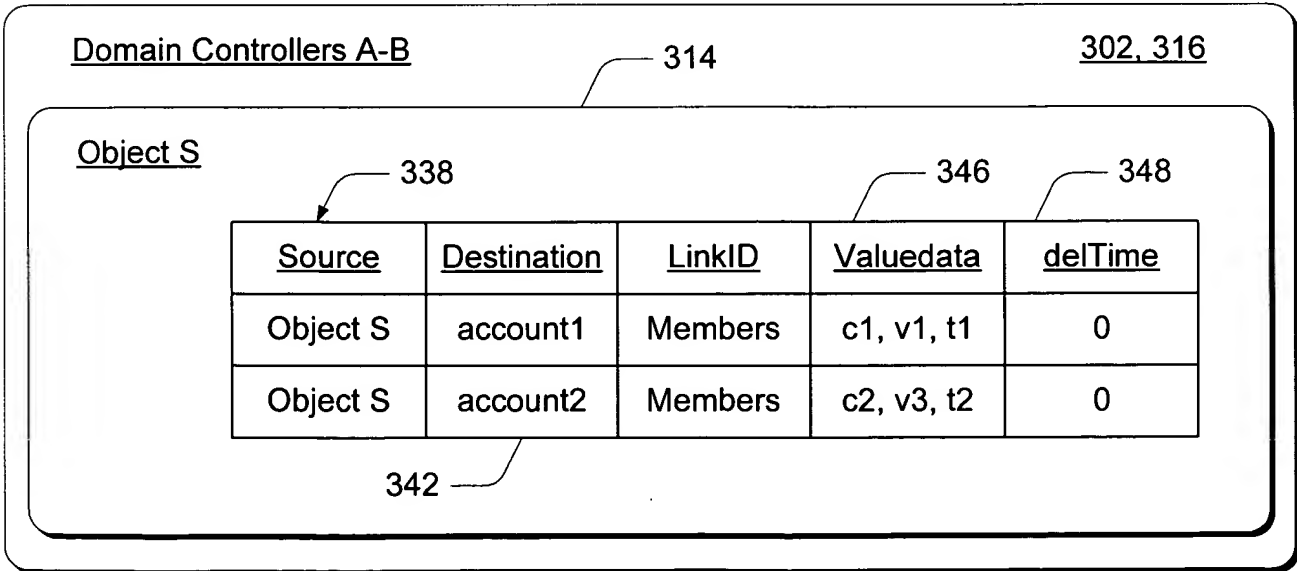 Domain Controllers A-B 314 302, 316
Object S 338 346 348
Source Destination LinkID Valuedata delTime
Object S account1 Members c1, v1, t1 0
Object S account2 Members c2, v3, t2 0
342